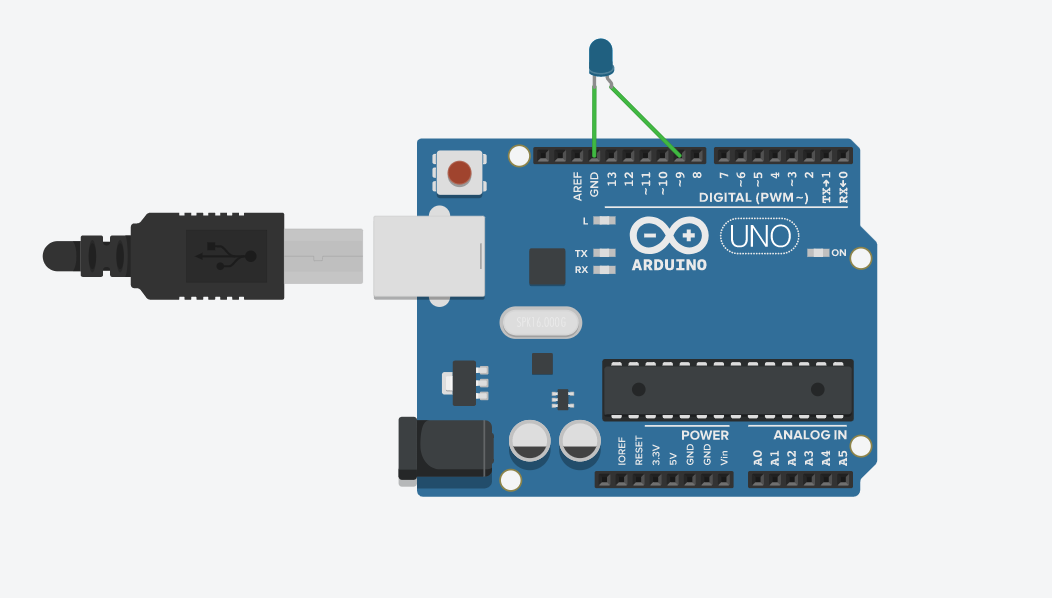 AREF
GND
13
12
~11
~10
~9
8
7
~6
~5
4
~3
2
TX→1
RX←0
DIGITAL (PWM~)
L
TX
RX
UNO
ARDUINO
ON
SPK16.000G
POWER
ANALOG IN
IOREF
RESET
3.3V
5V
GND
GND
Vin
A0
A1
A2
A3
A4
A5